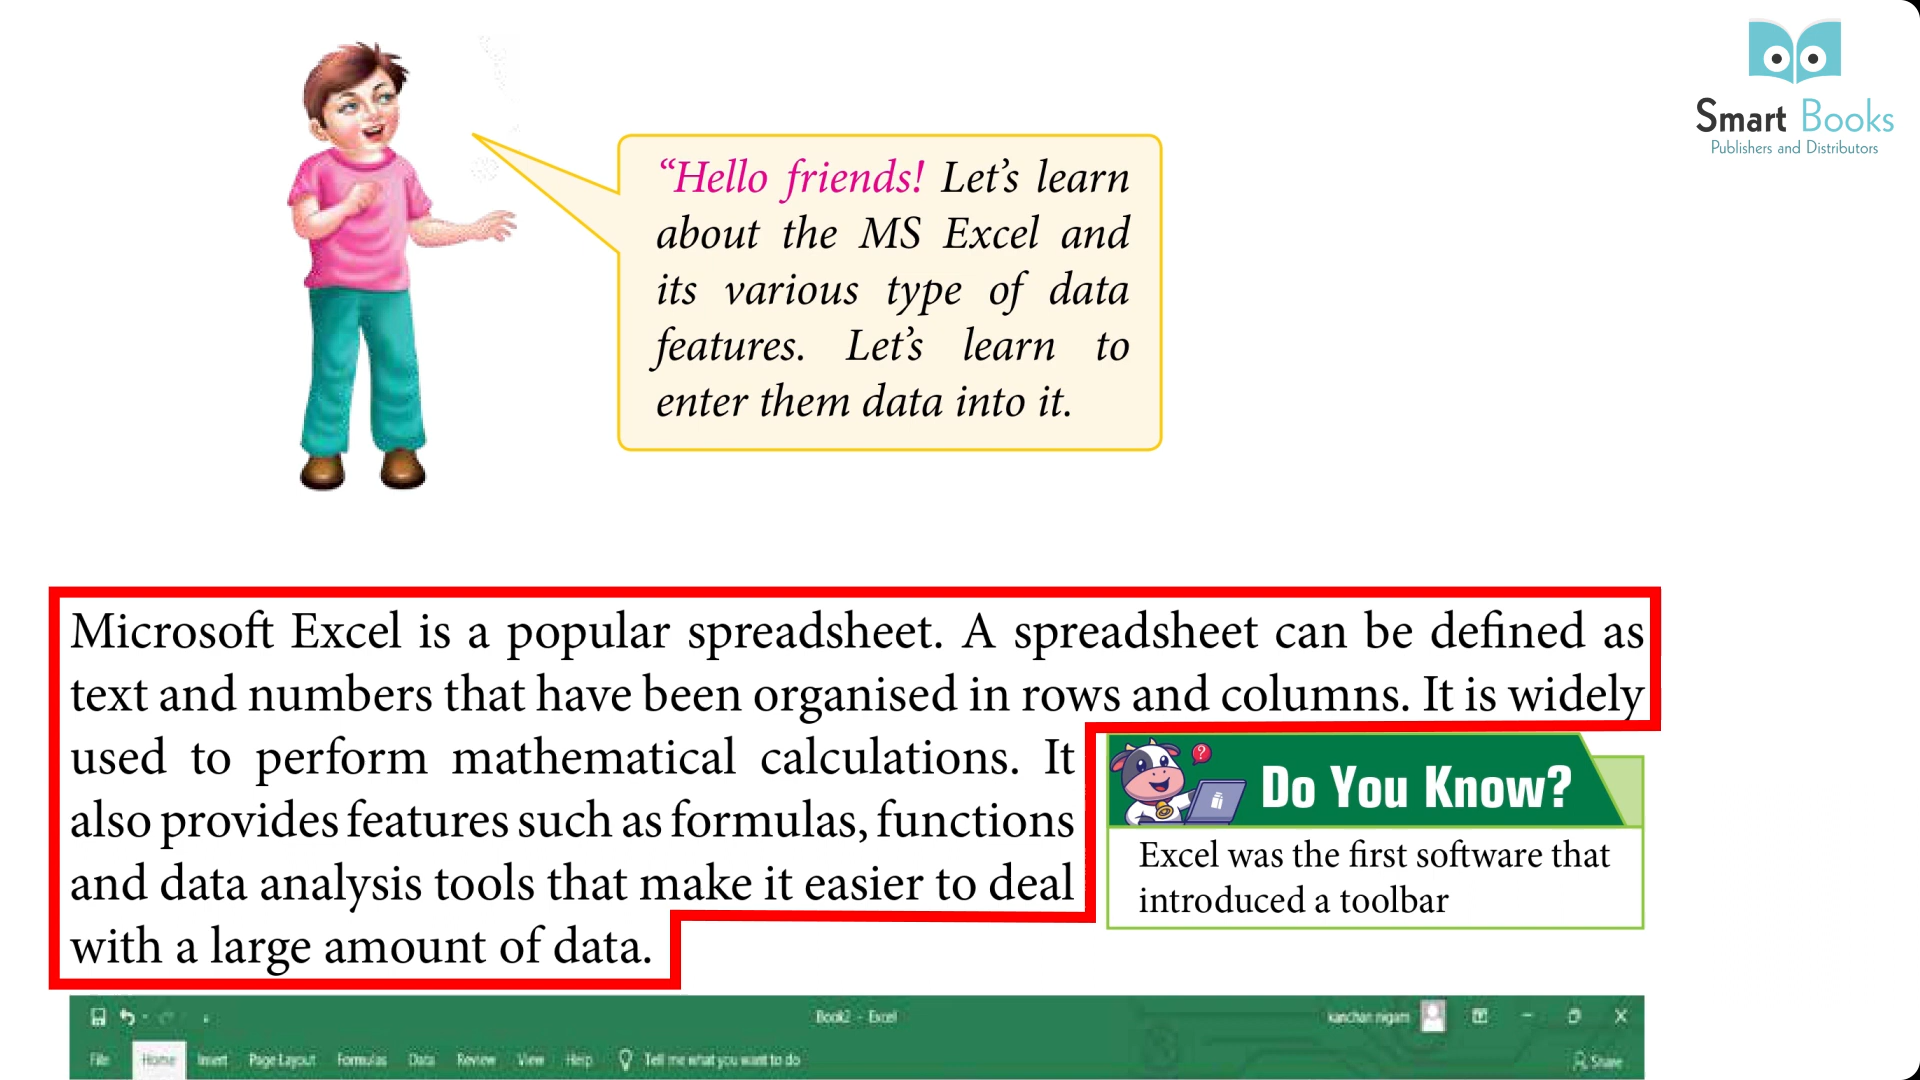 Smart Books
Publishers and Distributors
“Hello friends! Let’s learn
about the MS Excel and
its various type of data
features. Let’s learn to
enter them data into it.
Microsoft Excel is a popular spreadsheet. A spreadsheet can be defined as
text and numbers that have been organised in rows and columns. It is widely
used to perform mathematical calculations. It
also provides features such as formulas, functions
and data analysis tools that make it easier to deal
with a large amount of data.
?
Do You Know?
Excel was the first software that
introduced a toolbar
Book2 - Excel
kanchan nigam
File Home Insert Page Layout Formulas Data Review View Help Tell me what you want to do
Share